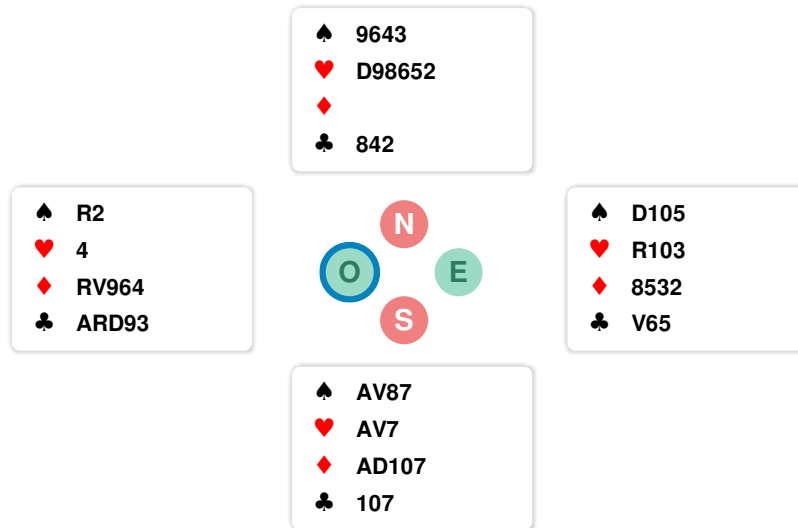 ♠ 9643
♥ D98652
♦
♣ 842
♠ R2
♥ 4
♦ RV964
♣ ARD93
N
O E
S
♠ D105
♥ R103
♦ 8532
♣ V65
♠ AV87
♥ AV7
♦ AD107
♣ 107